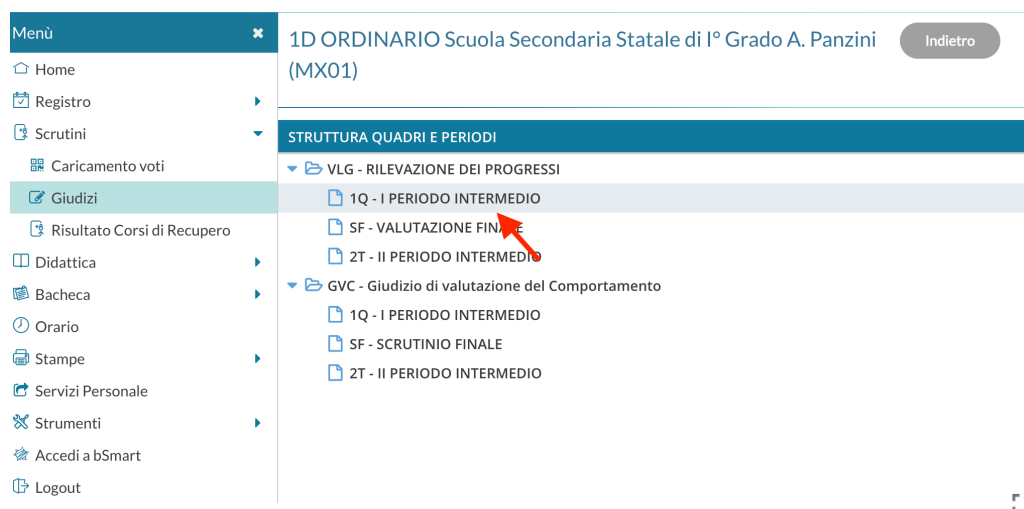 Menù
Home
Registro
Scrutini
Caricamento voti
Giudizi
Risultato Corsi di Recupero
Didattica
Bacheca
Orario
Stampe
Servizi Personale
Strumenti
Accedi a bSmart
Logout
1D ORDINARIO Scuola Secondaria Statale di I° Grado A. Panzini
(MX01)
Indietro
STRUTTURA QUADRI E PERIODI
VLG - RILEVAZIONE DEI PROGRESSI
1Q - I PERIODO INTERMEDIO
SF - VALUTAZIONE FINALE
2T - II PERIODO INTERMEDIO
GVC - Giudizio di valutazione del Comportamento
1Q - I PERIODO INTERMEDIO
SF - SCRUTINIO FINALE
2T - II PERIODO INTERMEDIO